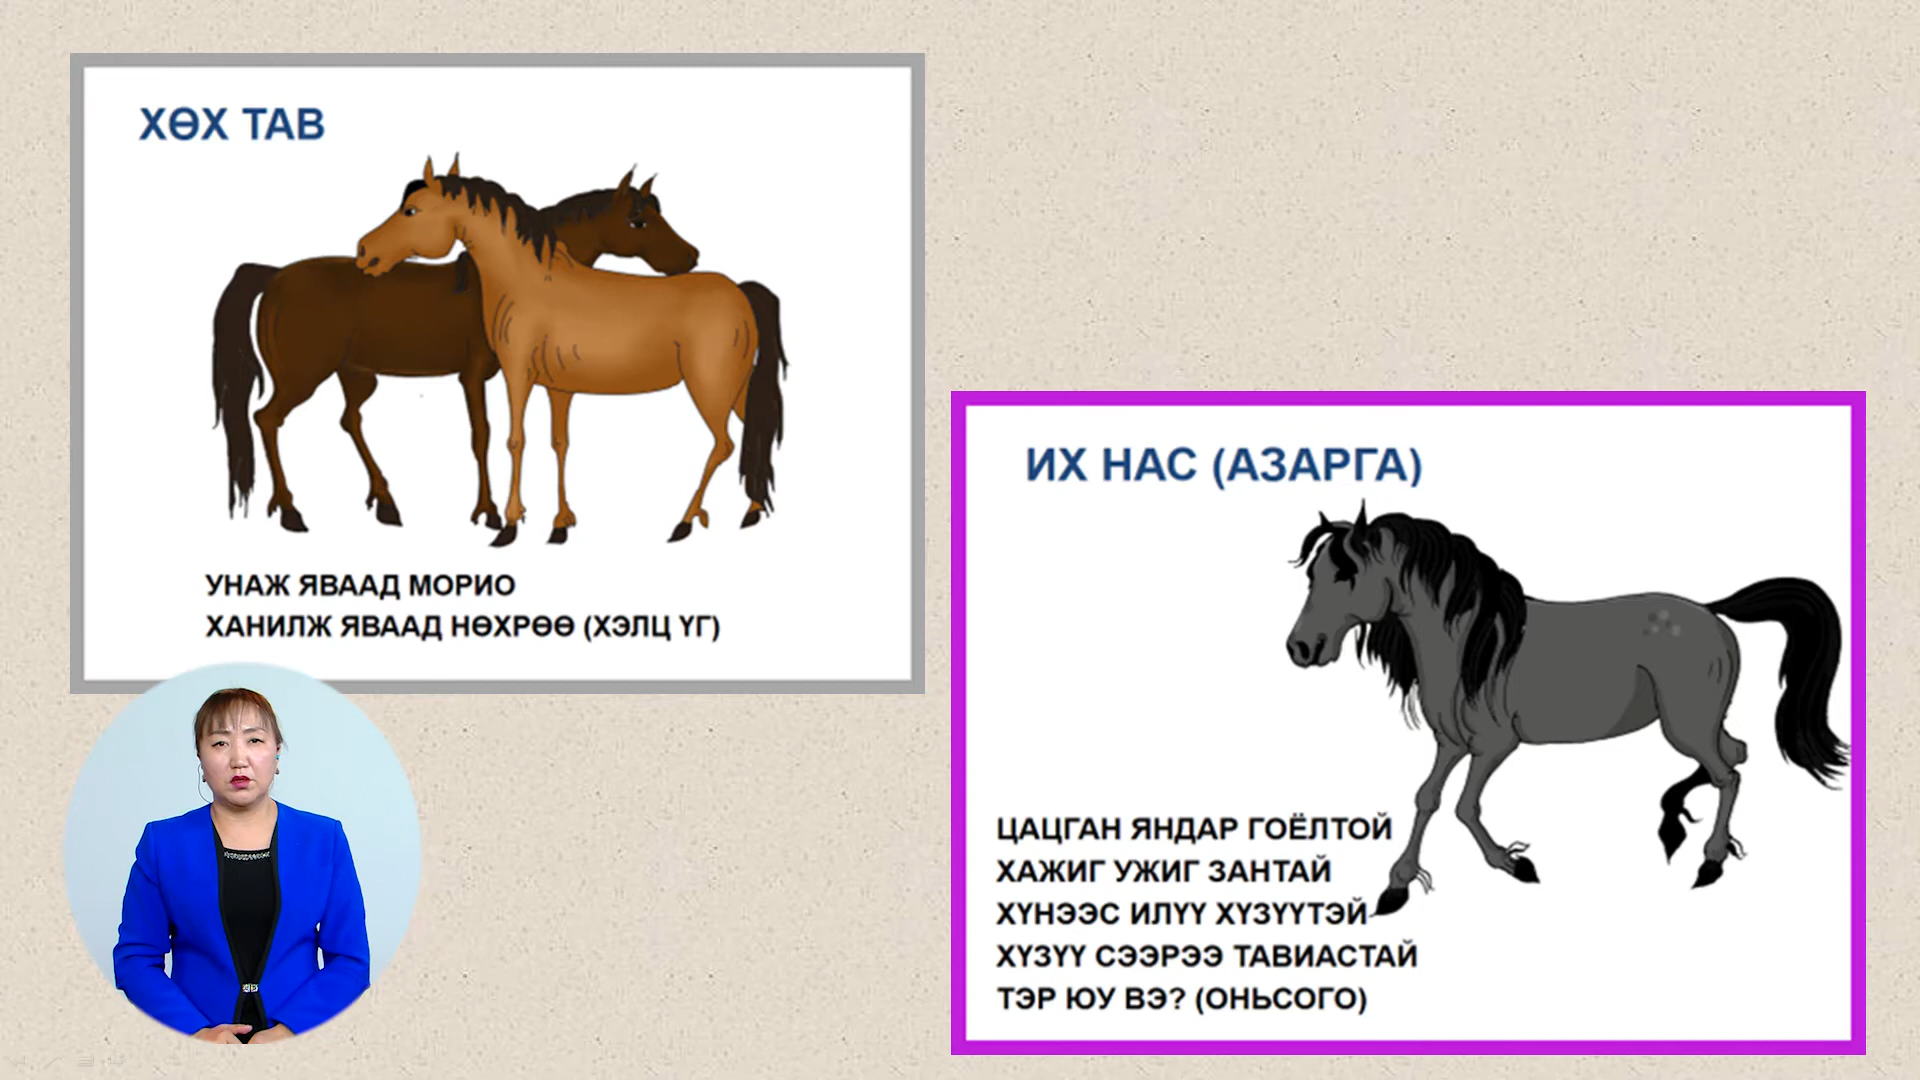 ХӨХ ТАВ
УНАЖ ЯВААД МОРИО
ХАНИЛЖ ЯВААД НӨХРӨӨ (ХЭЛЦ ҮГ)
ИХ НАС (АЗАРГА)
ЦАЦГАН ЯНДАР ГОЁЛТОЙ
ХАЖИГ УЖИГ ЗАНТАЙ
ХҮНЭЭС ИЛҮҮ ХҮЗҮҮТЭЙ
ХҮЗҮҮ СЭЭРЭЭ ТАВИАСТАЙ
ТЭР ЮУ ВЭ? (ОНЬСОГО)